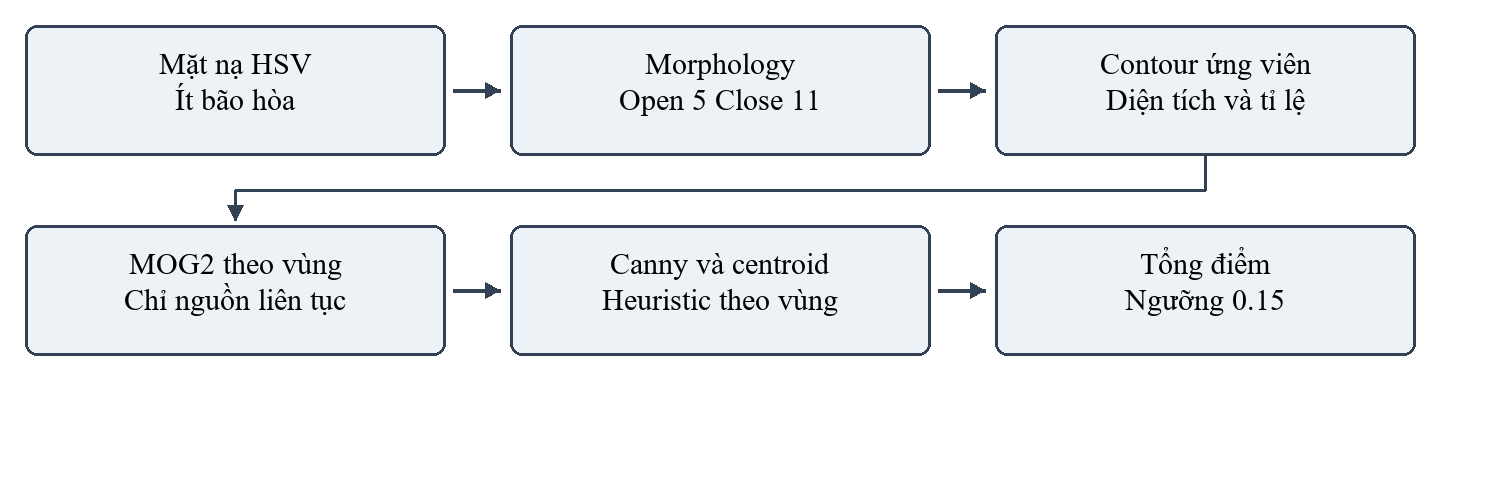 Mặt nạ HSV
Ít bão hòa
Morphology
Open 5 Close 11
Contour ứng viên
Diện tích và tỉ lệ
MOG2 theo vùng
Chỉ nguồn liên tục
Canny và centroid
Heuristic theo vùng
Tổng điểm
Ngưỡng 0.15